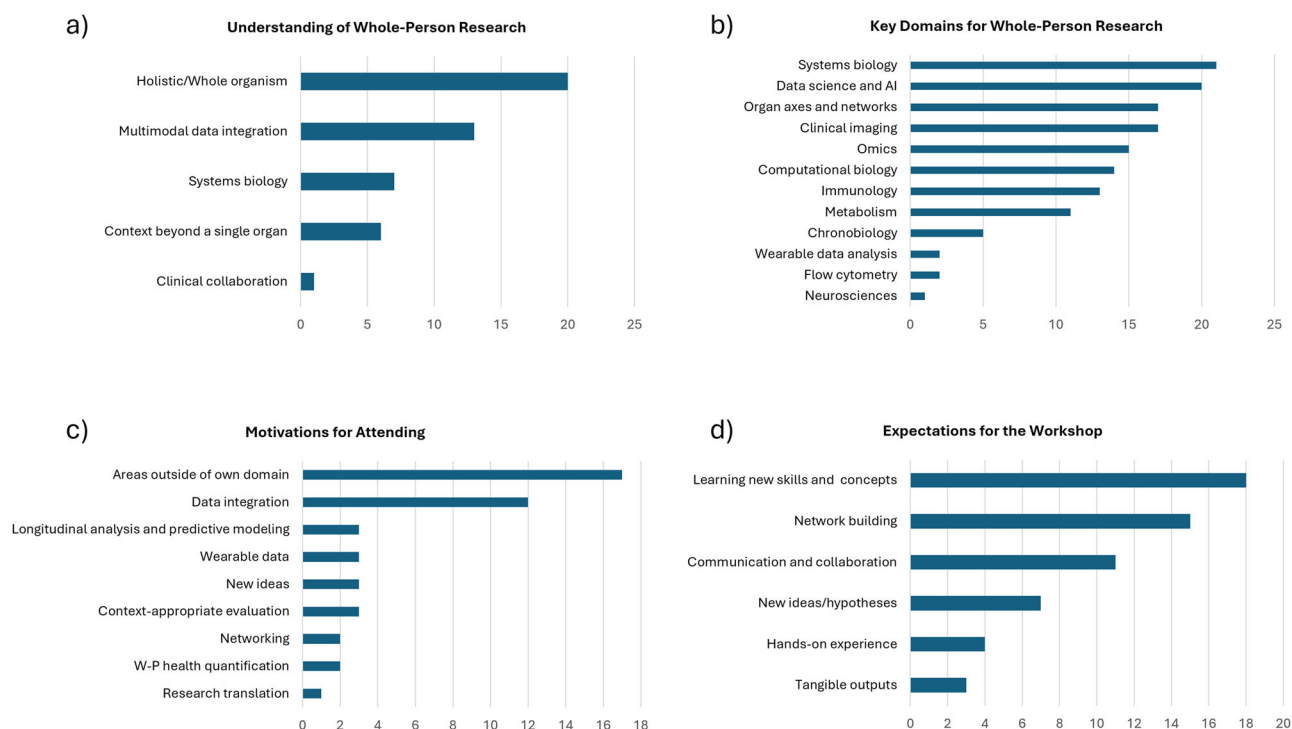 a)
Understanding of Whole-Person Research
Holistic/Whole organism
Multimodal data integration
Systems biology
Context beyond a single organ
Clinical collaboration
0 5 10 15 20 25
b)
Key Domains for Whole-Person Research
Systems biology
Data science and AI
Organ axes and networks
Clinical imaging
Omics
Computational biology
Immunology
Metabolism
Chronobiology
Wearable data analysis
Flow cytometry
Neurosciences
0 5 10 15 20 25
c)
Motivations for Attending
Areas outside of own domain
Data integration
Longitudinal analysis and predictive modeling
Wearable data
New ideas
Context-appropriate evaluation
Networking
W-P health quantification
Research translation
0 2 4 6 8 10 12 14 16 18
d)
Expectations for the Workshop
Learning new skills and concepts
Network building
Communication and collaboration
New ideas/hypotheses
Hands-on experience
Tangible outputs
0 2 4 6 8 10 12 14 16 18 20